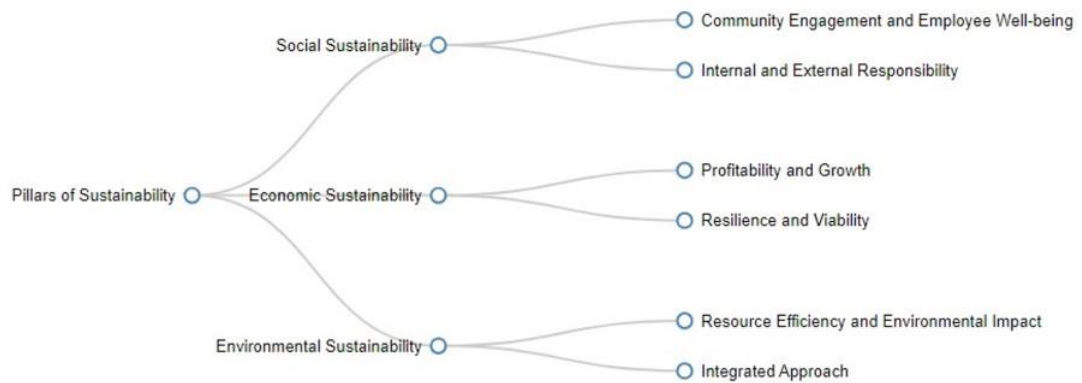 Pillars of Sustainability
Social Sustainability
Community Engagement and Employee Well-being
Internal and External Responsibility
Economic Sustainability
Profitability and Growth
Resilience and Viability
Environmental Sustainability
Resource Efficiency and Environmental Impact
Integrated Approach